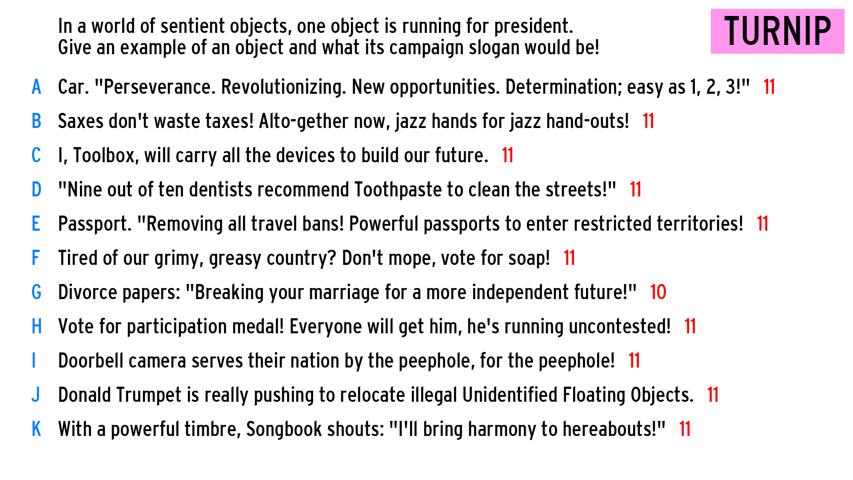 In a world of sentient objects, one object is running for president.
Give an example of an object and what its campaign slogan would be!
TURNIP
A Car. "Perseverance. Revolutionizing. New opportunities. Determination; easy as 1, 2, 3!" 11
B Saxes don't waste taxes! Alto-gether now, jazz hands for jazz hand-outs! 11
C I, Toolbox, will carry all the devices to build our future. 11
D "Nine out of ten dentists recommend Toothpaste to clean the streets!" 11
E Passport. "Removing all travel bans! Powerful passports to enter restricted territories! 11
F Tired of our grimy, greasy country? Don't mope, vote for soap! 11
G Divorce papers: "Breaking your marriage for a more independent future!" 10
H Vote for participation medal! Everyone will get him, he's running uncontested! 11
I Doorbell camera serves their nation by the peephole, for the peephole! 11
J Donald Trumpet is really pushing to relocate illegal Unidentified Floating Objects. 11
K With a powerful timbre, Songbook shouts: "I'll bring harmony to hereabouts!" 11